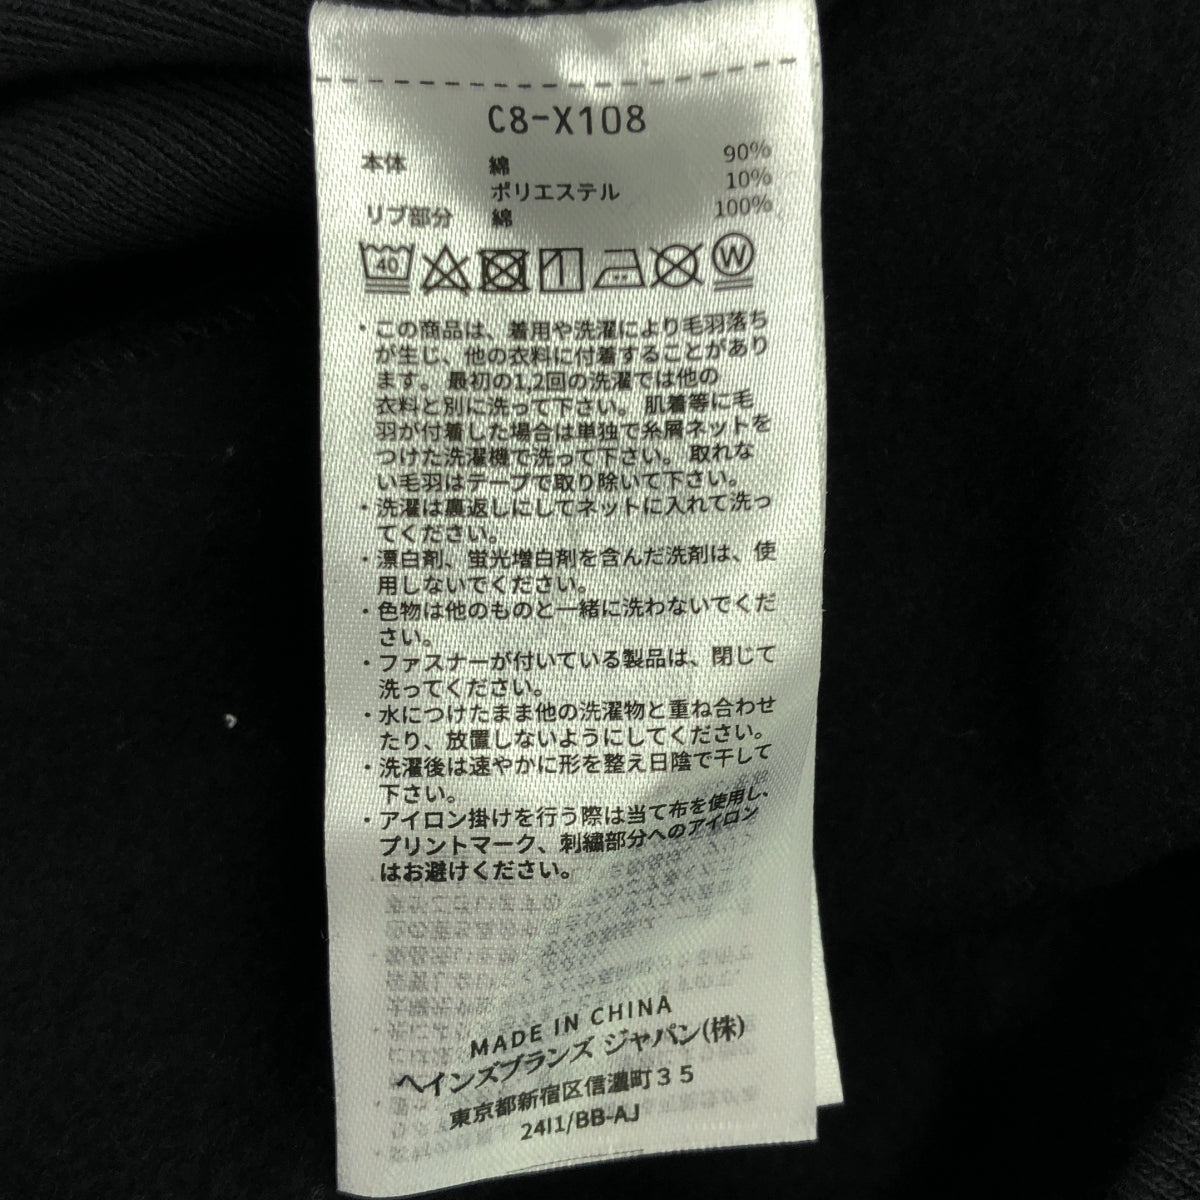 C8-X108
本体 綿 90%
ポリエステル 10%
リブ部分 綿 100%
40
W
・この商品は、着用や洗濯により毛羽落ち
が生じ、他の衣料に付着することがあり
ます。最初の1,2回の洗濯では他の
衣料と別に洗って下さい。肌着等に毛
羽が付着した場合は単独で糸屑ネットを
つけた洗濯機で洗って下さい。取れな
い毛羽はテープで取り除いて下さい。
・洗濯は裏返しにしてネットに入れて洗っ
てください。
・漂白剤、蛍光増白剤を含んだ洗剤は、使
用しないでください。
・色物は他のものと一緒に洗わないでくだ
さい。
・ファスナーが付いている製品は、閉じて
洗ってください。
・水につけたまま他の洗濯物と重ね合わせ
たり、放置しないようにしてください。
・洗濯後は速やかに形を整え日陰で干して
下さい。
・アイロン掛けを行う際は当て布を使用し、
プリントマーク、刺繍部分へのアイロン
はお避けください。
MADE IN CHINA
ヘインズブランズ ジャパン(株)
東京都新宿区信濃町35
24I1/BB-AJ